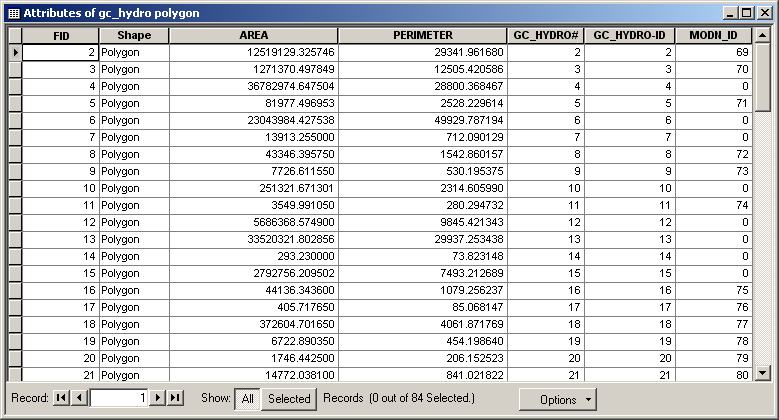 Attributes of gc_hydro polygon
FID Shape AREA PERIMETER GC_HYDRO# GC_HYDRO-ID MODN_ID
2 Polygon 12519129.325746 29341.961680 2 2 69
3 Polygon 1271370.497849 12505.420586 3 3 70
4 Polygon 36782974.647504 28800.368467 4 4 0
5 Polygon 81977.496953 2528.229614 5 5 71
6 Polygon 23043984.427538 49929.787194 6 6 0
7 Polygon 13913.255000 712.090129 7 7 0
8 Polygon 43346.395750 1542.860157 8 8 72
9 Polygon 7726.611550 530.195375 9 9 73
10 Polygon 251321.671301 2314.605990 10 10 0
11 Polygon 3549.991050 280.294732 11 11 74
12 Polygon 5686368.574900 9845.421343 12 12 0
13 Polygon 33520321.802856 29937.253438 13 13 0
14 Polygon 293.230000 73.823148 14 14 0
15 Polygon 2792756.209502 7493.212689 15 15 0
16 Polygon 44136.343600 1079.256237 16 16 75
17 Polygon 405.717650 85.068147 17 17 76
18 Polygon 372604.701650 4061.871769 18 18 77
19 Polygon 6722.890350 454.198640 19 19 78
20 Polygon 1746.442500 206.152523 20 20 79
21 Polygon 14772.038100 841.021822 21 21 80
Record: 1 Show: All Selected Records (0 out of 84 Selected.) Options